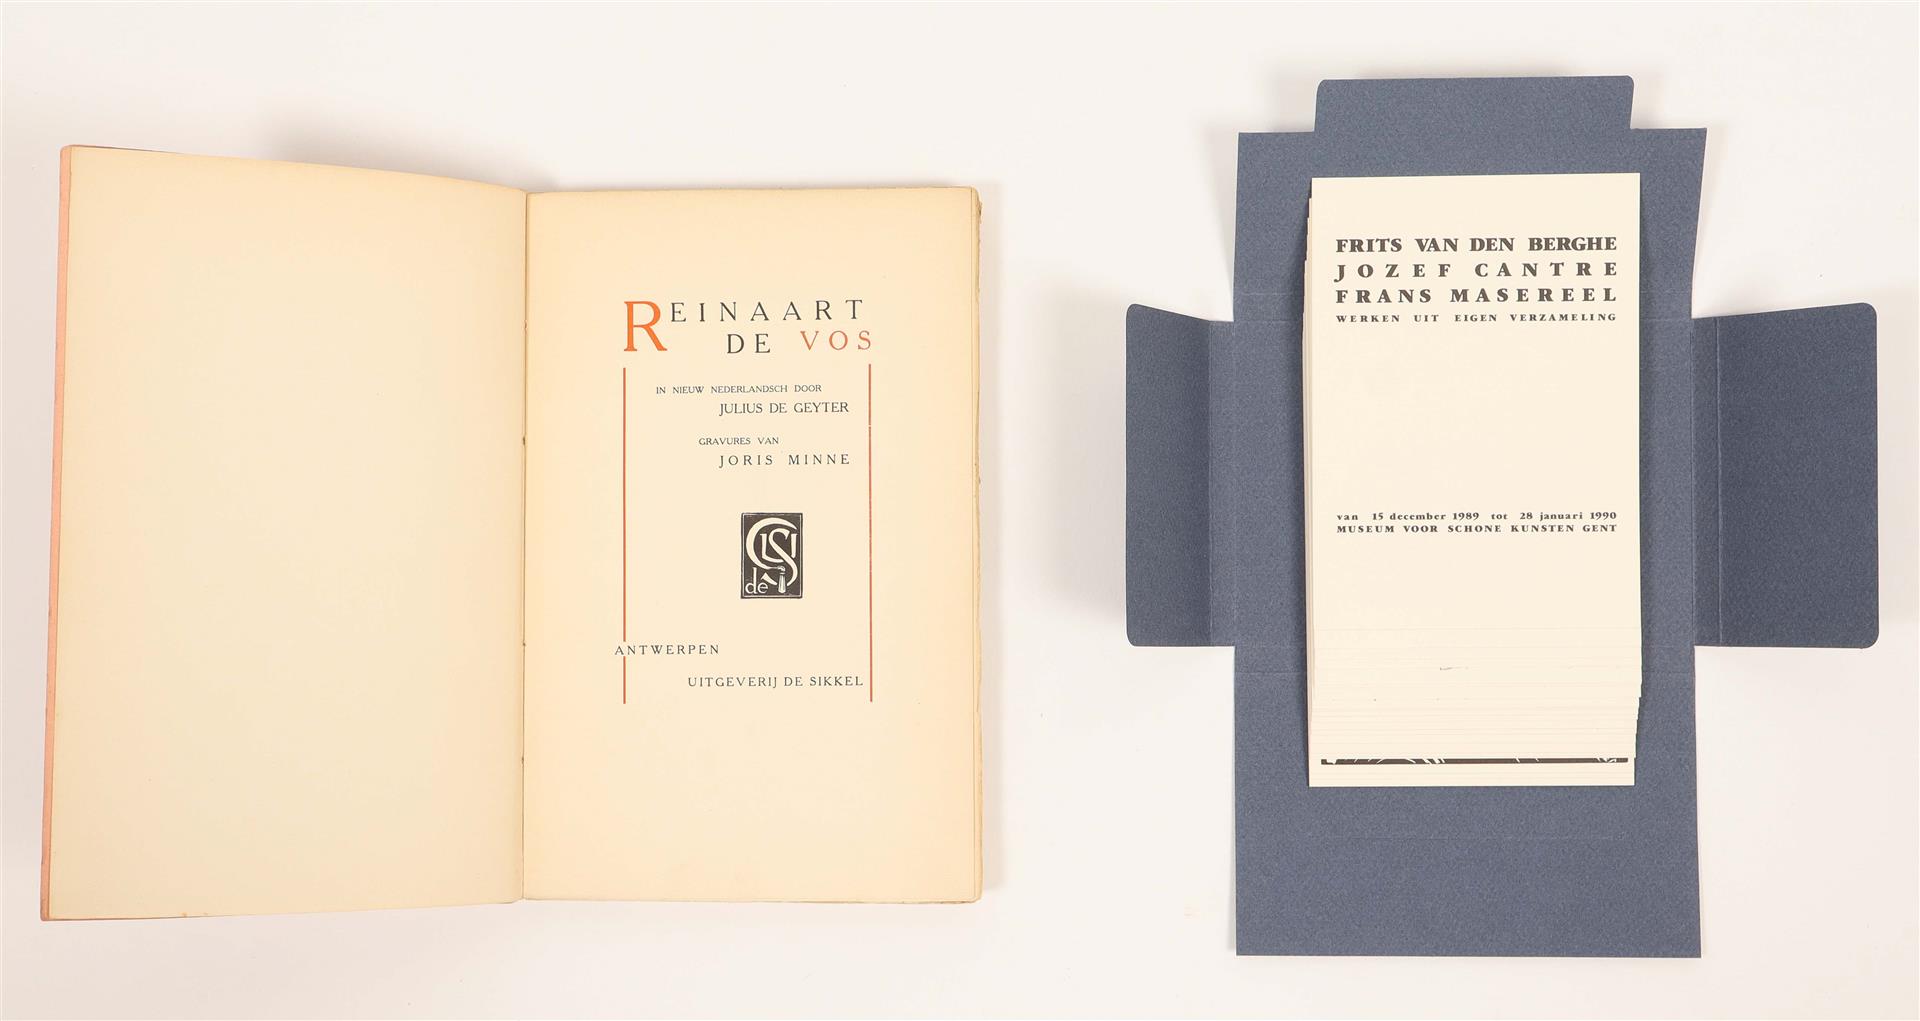 REINAART
DE VOS
IN NIEUW NEDERLANDSCH DOOR
JULIUS DE GEYTER
GRAVURES VAN
JORIS MINNE
de
ANTWERPEN
UITGEVERIJ DE SIKKEL
FRITS VAN DEN BERGHE
JOZEF CANTRE
FRANS MASEREEL
WERKEN UIT EIGEN VERZAMELING
van 15 december 1989 tot 28 januari 1990
MUSEUM VOOR SCHONE KUNSTEN GENT